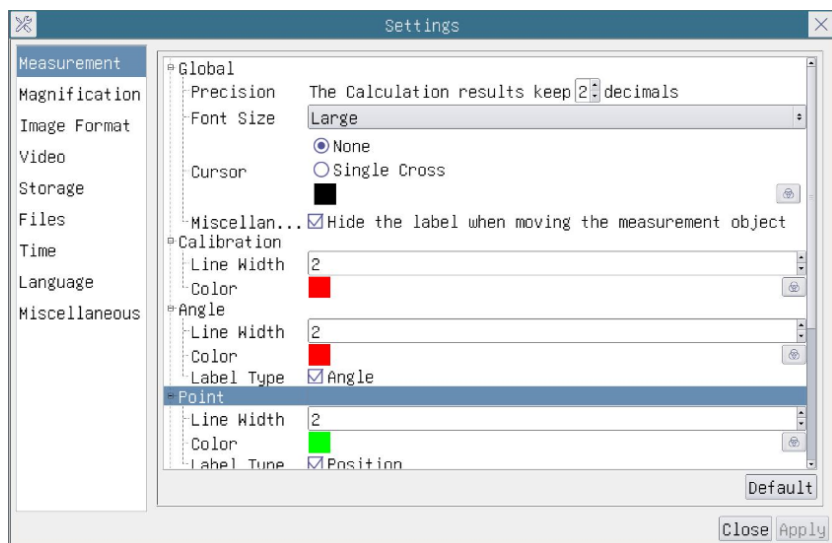 Settings
Measurement
Magnification
Image Format
Video
Storage
Files
Time
Language
Miscellaneous
Global
Precision The Calculation results keep 2 decimals
Font Size Large
None
Cursor Single Cross
Miscellan... Hide the label when moving the measurement object
Calibration
Line Width 2
Color
Angle
Line Width 2
Color
Label Type Angle
Point
Line Width 2
Color
Label Type Position
Default
Close Apply